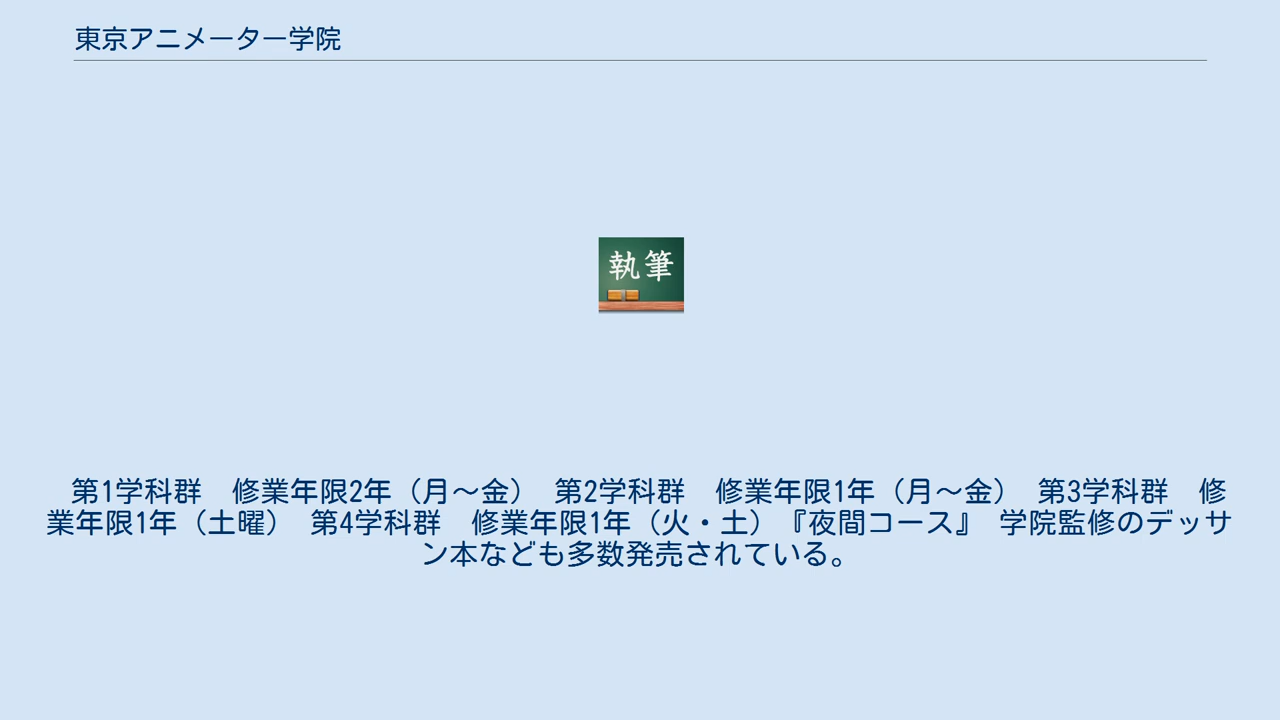 東京アニメーター学院
執筆
第1学科群　修業年限2年（月～金）　第2学科群　修業年限1年（月～金）　第3学科群　修
業年限1年（土曜）　第4学科群　修業年限1年（火・土）『夜間コース』　学院監修のデッサ
ン本なども多数発売されている。